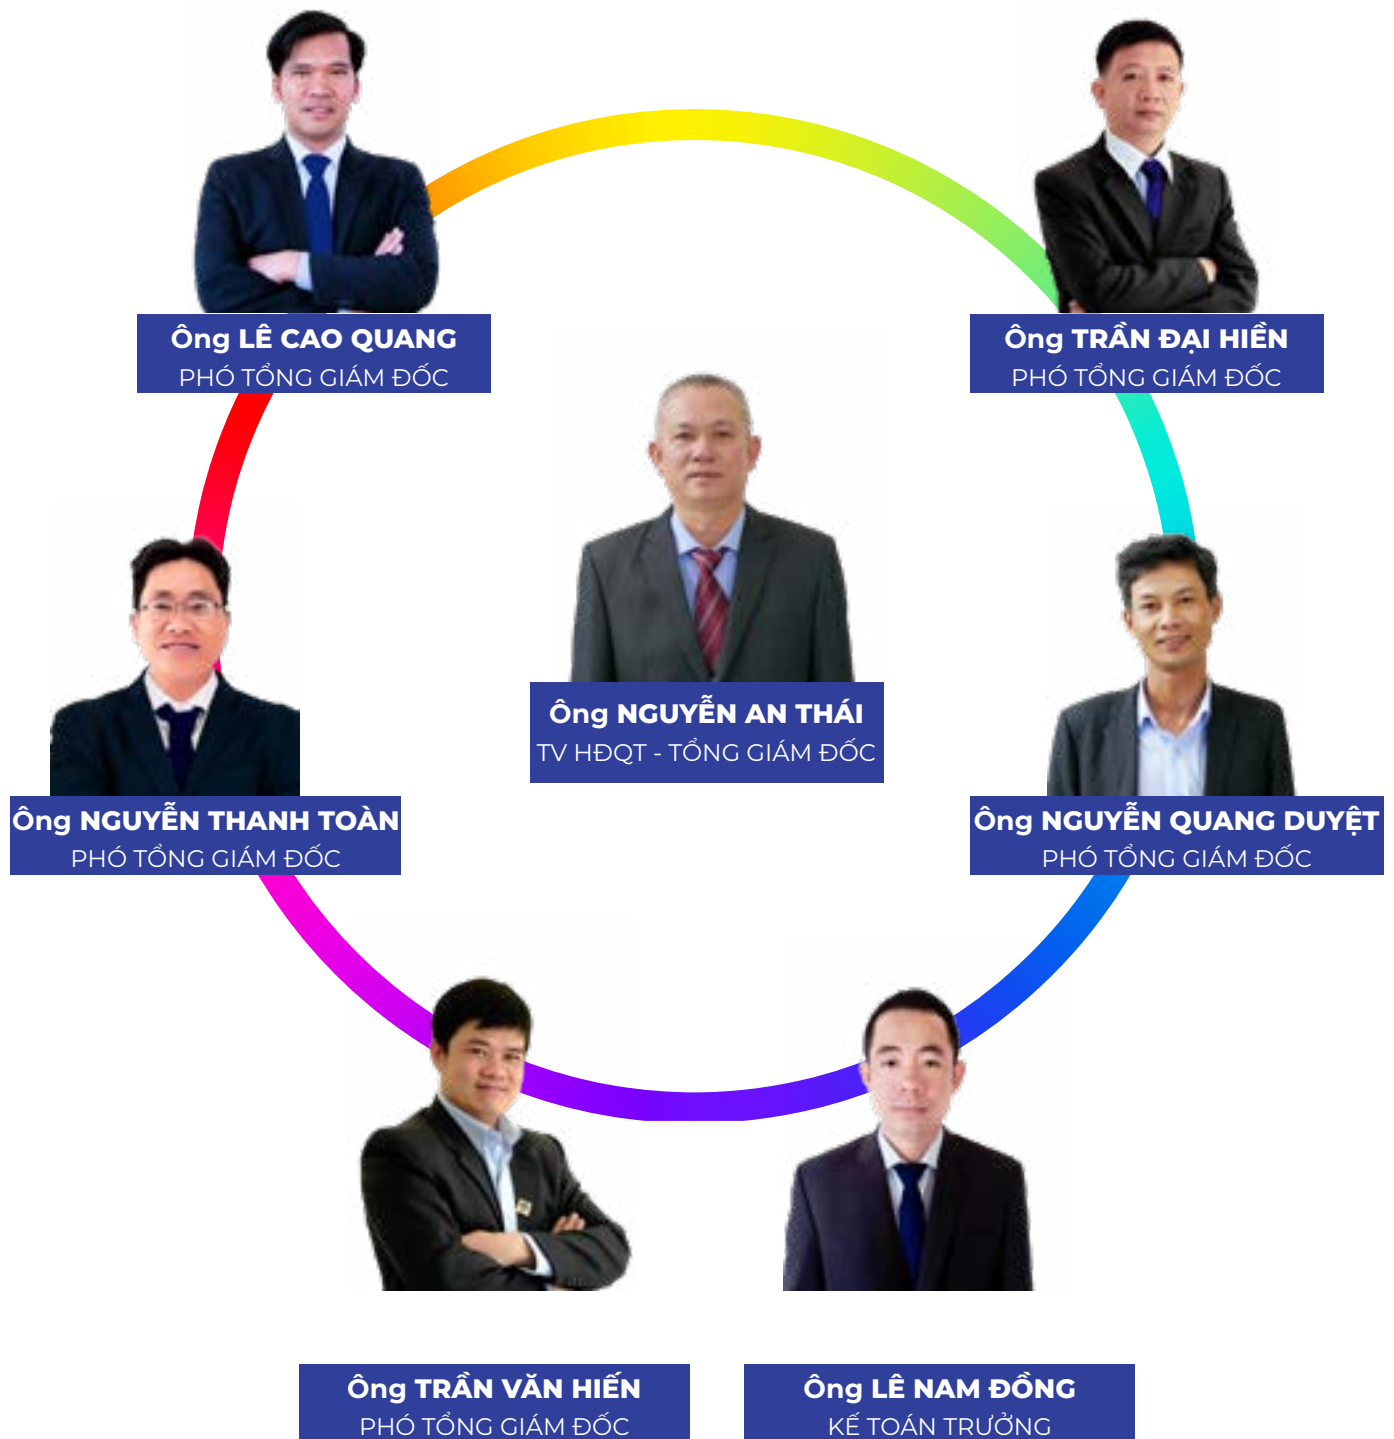 Ông LÊ CAO QUANG
PHÓ TỔNG GIÁM ĐỐC
Ông TRẦN ĐẠI HIỀN
PHÓ TỔNG GIÁM ĐỐC
Ông NGUYỄN AN THÁI
TV HĐQT - TỔNG GIÁM ĐỐC
Ông NGUYỄN THANH TOÀN
PHÓ TỔNG GIÁM ĐỐC
Ông NGUYỄN QUANG DUYỆT
PHÓ TỔNG GIÁM ĐỐC
Ông TRẦN VĂN HIẾN
PHÓ TỔNG GIÁM ĐỐC
Ông LÊ NAM ĐỒNG
KẾ TOÁN TRƯỞNG